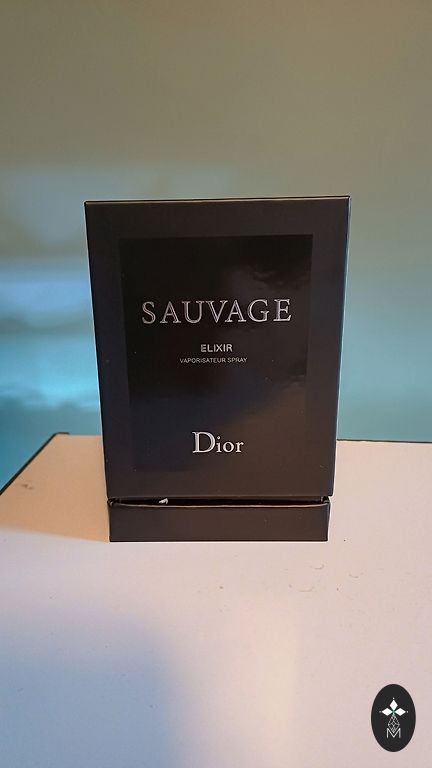 SAUVAGE
ELIXIR
VAPORISATEUR SPRAY
Dior
M